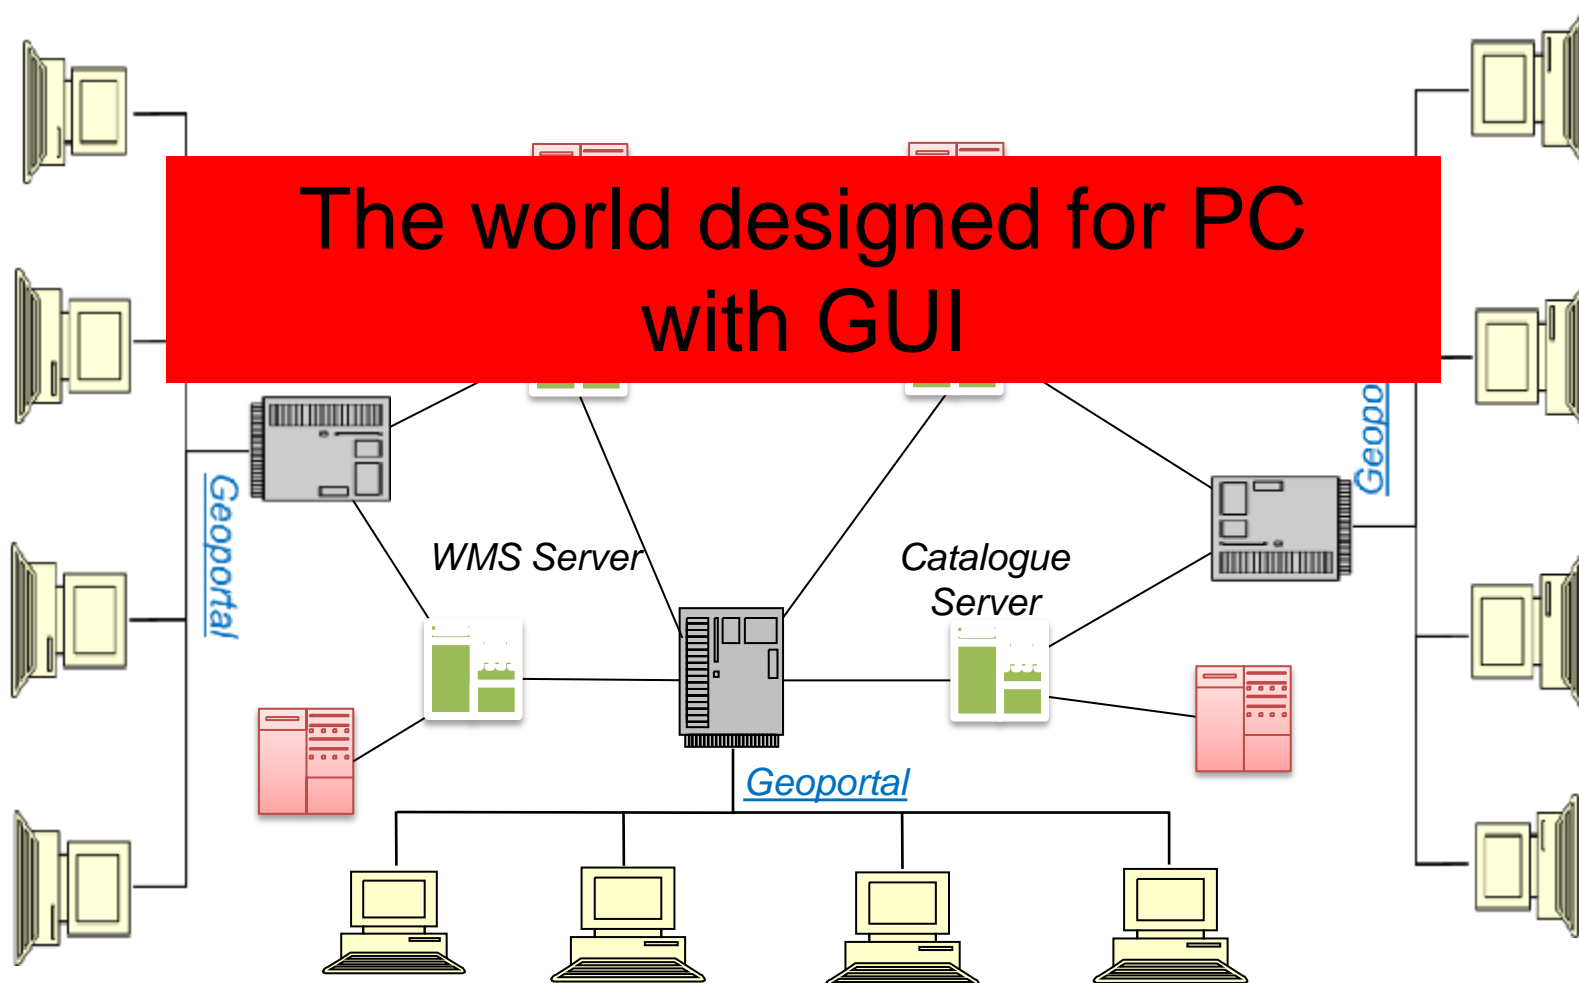 The world designed for PC
with GUI
Geoportal
WMS Server
Catalogue
Server
Geoportal